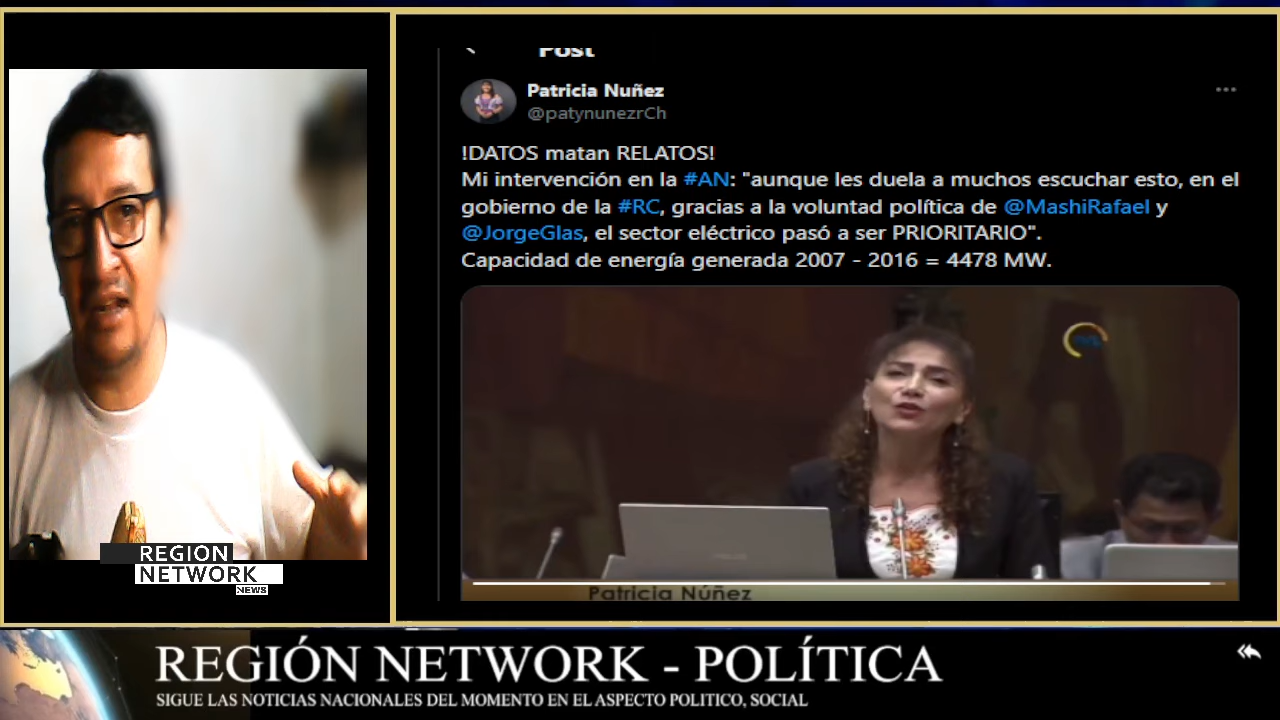 Post
Patricia Nuñez
@patynunezrCh
!DATOS matan RELATOS!
Mi intervención en la #AN: "aunque les duela a muchos escuchar esto, en el
gobierno de la #RC, gracias a la voluntad política de @MashiRafael y
@JorgeGlas, el sector eléctrico pasó a ser PRIORITARIO".
Capacidad de energía generada 2007 - 2016 = 4478 MW.
Patricia Núñez
REGION
NETWORK
NEWS
REGIÓN NETWORK - POLÍTICA
SIGUE LAS NOTICIAS NACIONALES DEL MOMENTO EN EL ASPECTO POLITICO, SOCIAL